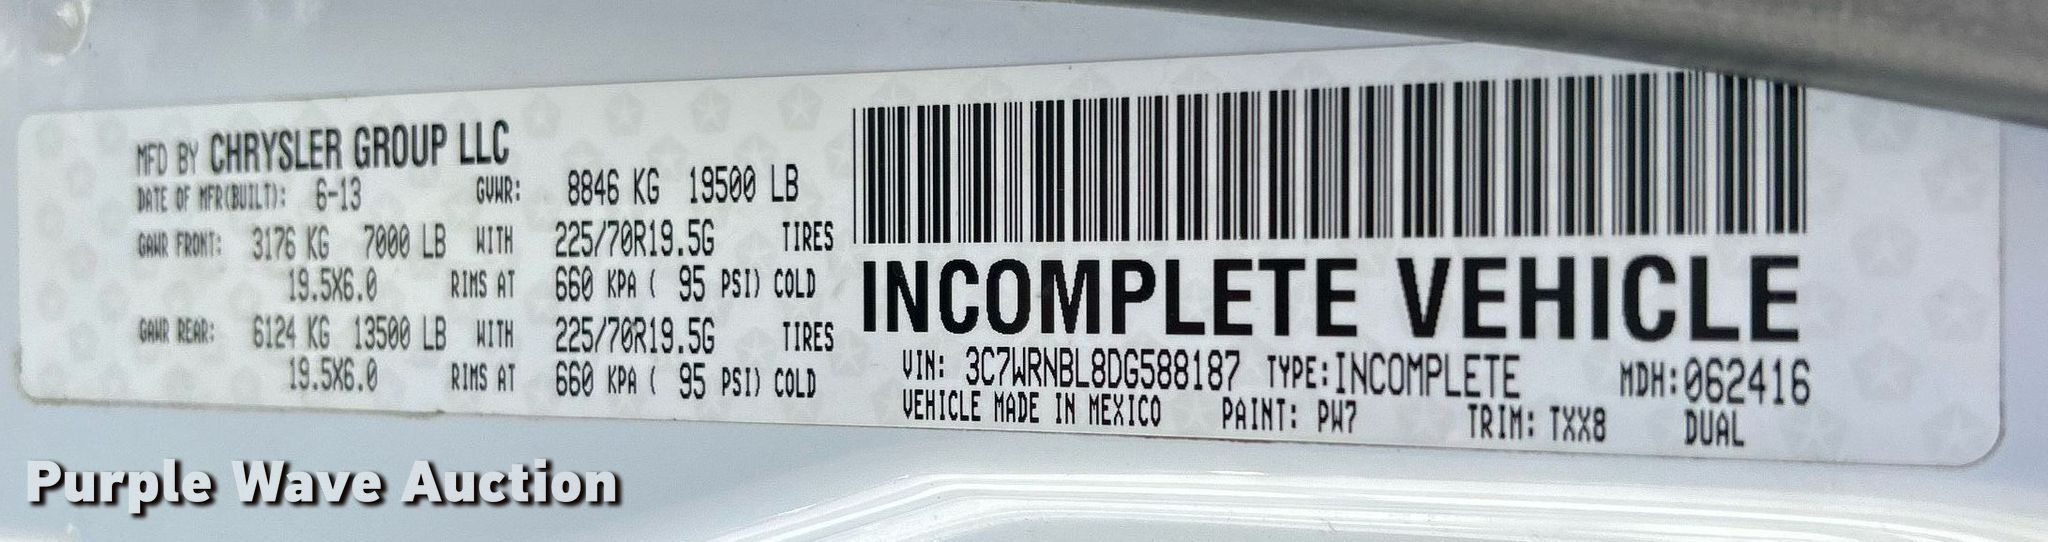 MFD BY CHRYSLER GROUP LLC
DATE OF MFR(BUILT): 6-13 GVWR: 8846 KG 19500 LB
GAWR FRONT: 3176 KG 7000 LB WITH 225/70R19.5G TIRES
19.5X6.0 RIMS AT 660 KPA ( 95 PSI) COLD
GAWR REAR: 6124 KG 13500 LB WITH 225/70R19.5G TIRES
19.5X6.0 RIMS AT 660 KPA ( 95 PSI) COLD
INCOMPLETE VEHICLE
VIN: 3C7WRNBL8DG588187 TYPE:INCOMPLETE MDH:062416
VEHICLE MADE IN MEXICO PAINT: PW7 TRIM: TXX8 DUAL
Purple Wave Auction